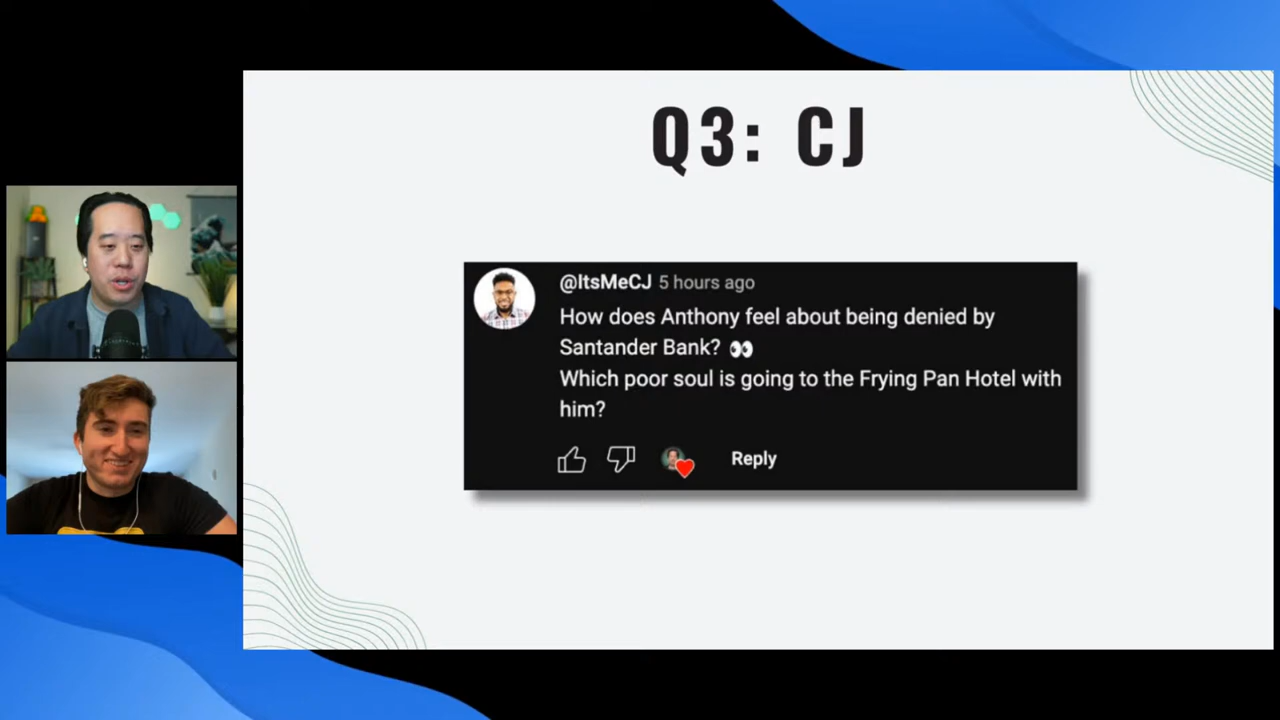 Q3: CJ
@ItsMeCJ 5 hours ago
How does Anthony feel about being denied by
Santander Bank? 👀
Which poor soul is going to the Frying Pan Hotel with
him?
Reply